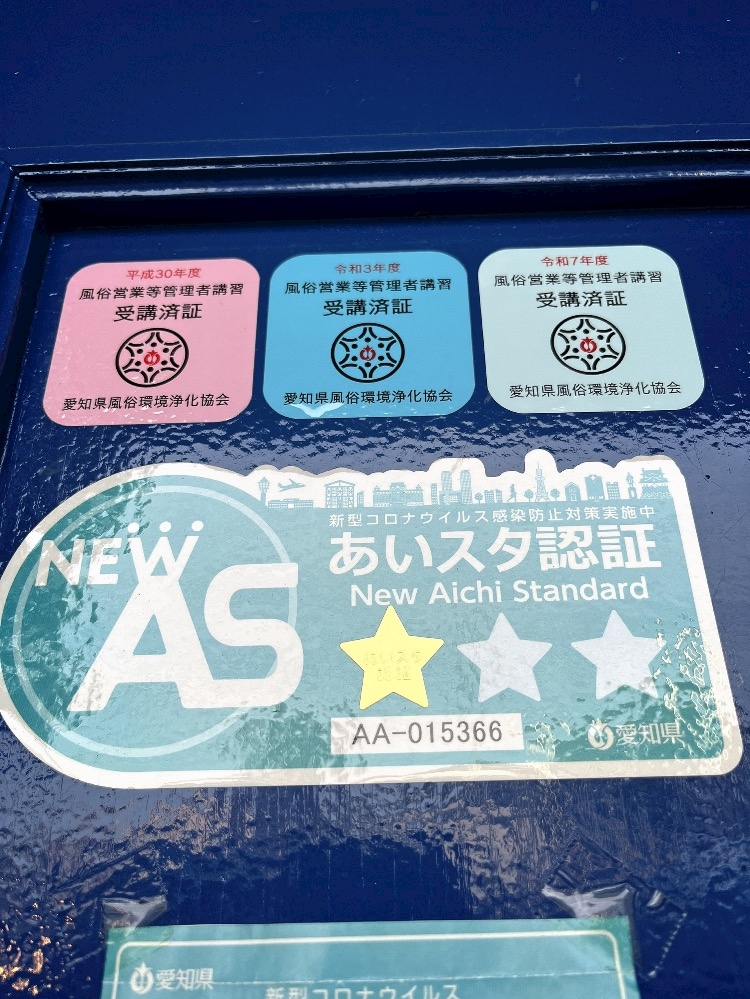 平成30年度
風俗営業等管理者講習
受講済証
愛知県風俗環境浄化協会
令和3年度
風俗営業等管理者講習
受講済証
愛知県風俗環境浄化協会
令和7年度
風俗営業等管理者講習
受講済証
愛知県風俗環境浄化協会
NEW
AS
新型コロナウイルス感染防止対策実施中
あいスタ認証
New Aichi Standard
あいスタ
認証
AA-015366
愛知県
愛知県
新型コロナウイルス